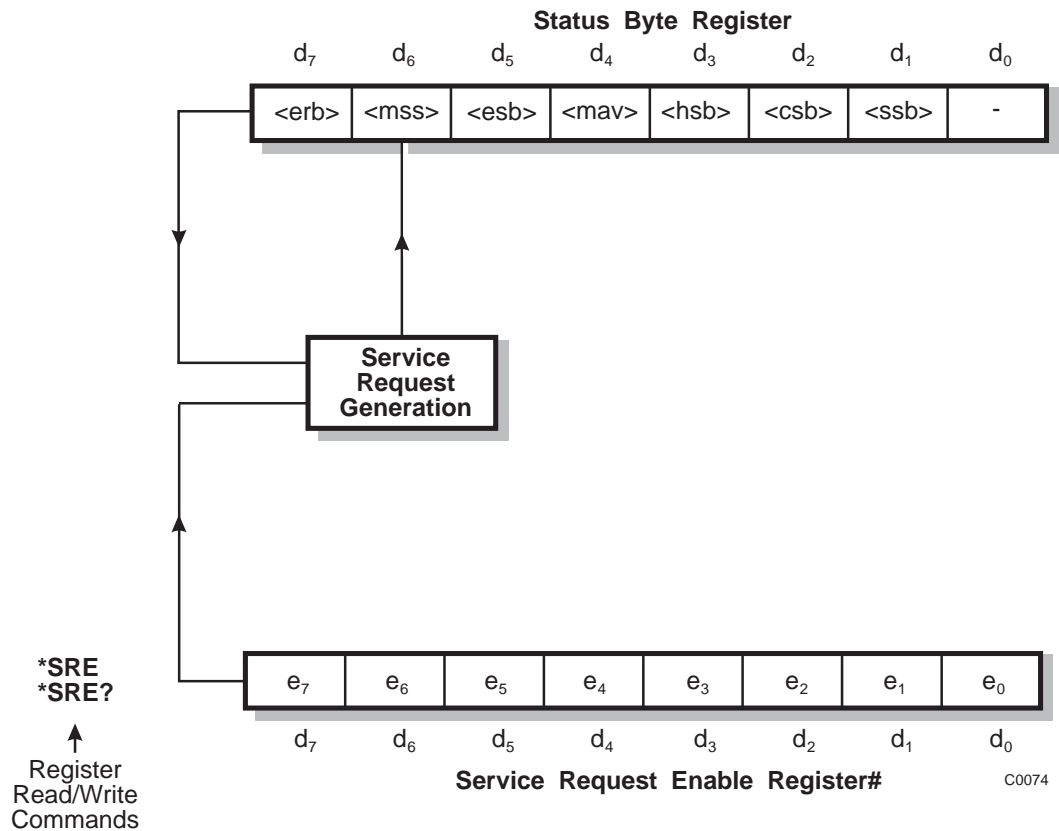 Status Byte Register
d7 d6 d5 d4 d3 d2 d1 d0
<erb> <mss> <esb> <mav> <hsb> <csb> <ssb> -
Service
Request
Generation
*SRE
*SRE?
Register
Read/Write
Commands
e7 e6 e5 e4 e3 e2 e1 e0
d7 d6 d5 d4 d3 d2 d1 d0
Service Request Enable Register#
C0074